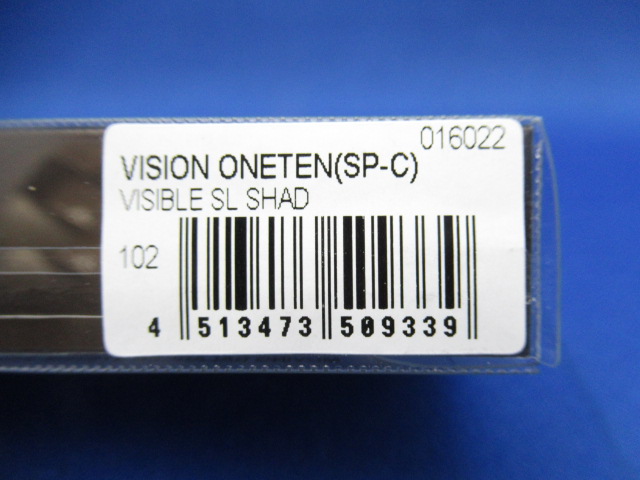 016022
VISION ONETEN(SP-C)
VISIBLE SL SHAD
102
4 513473 509339